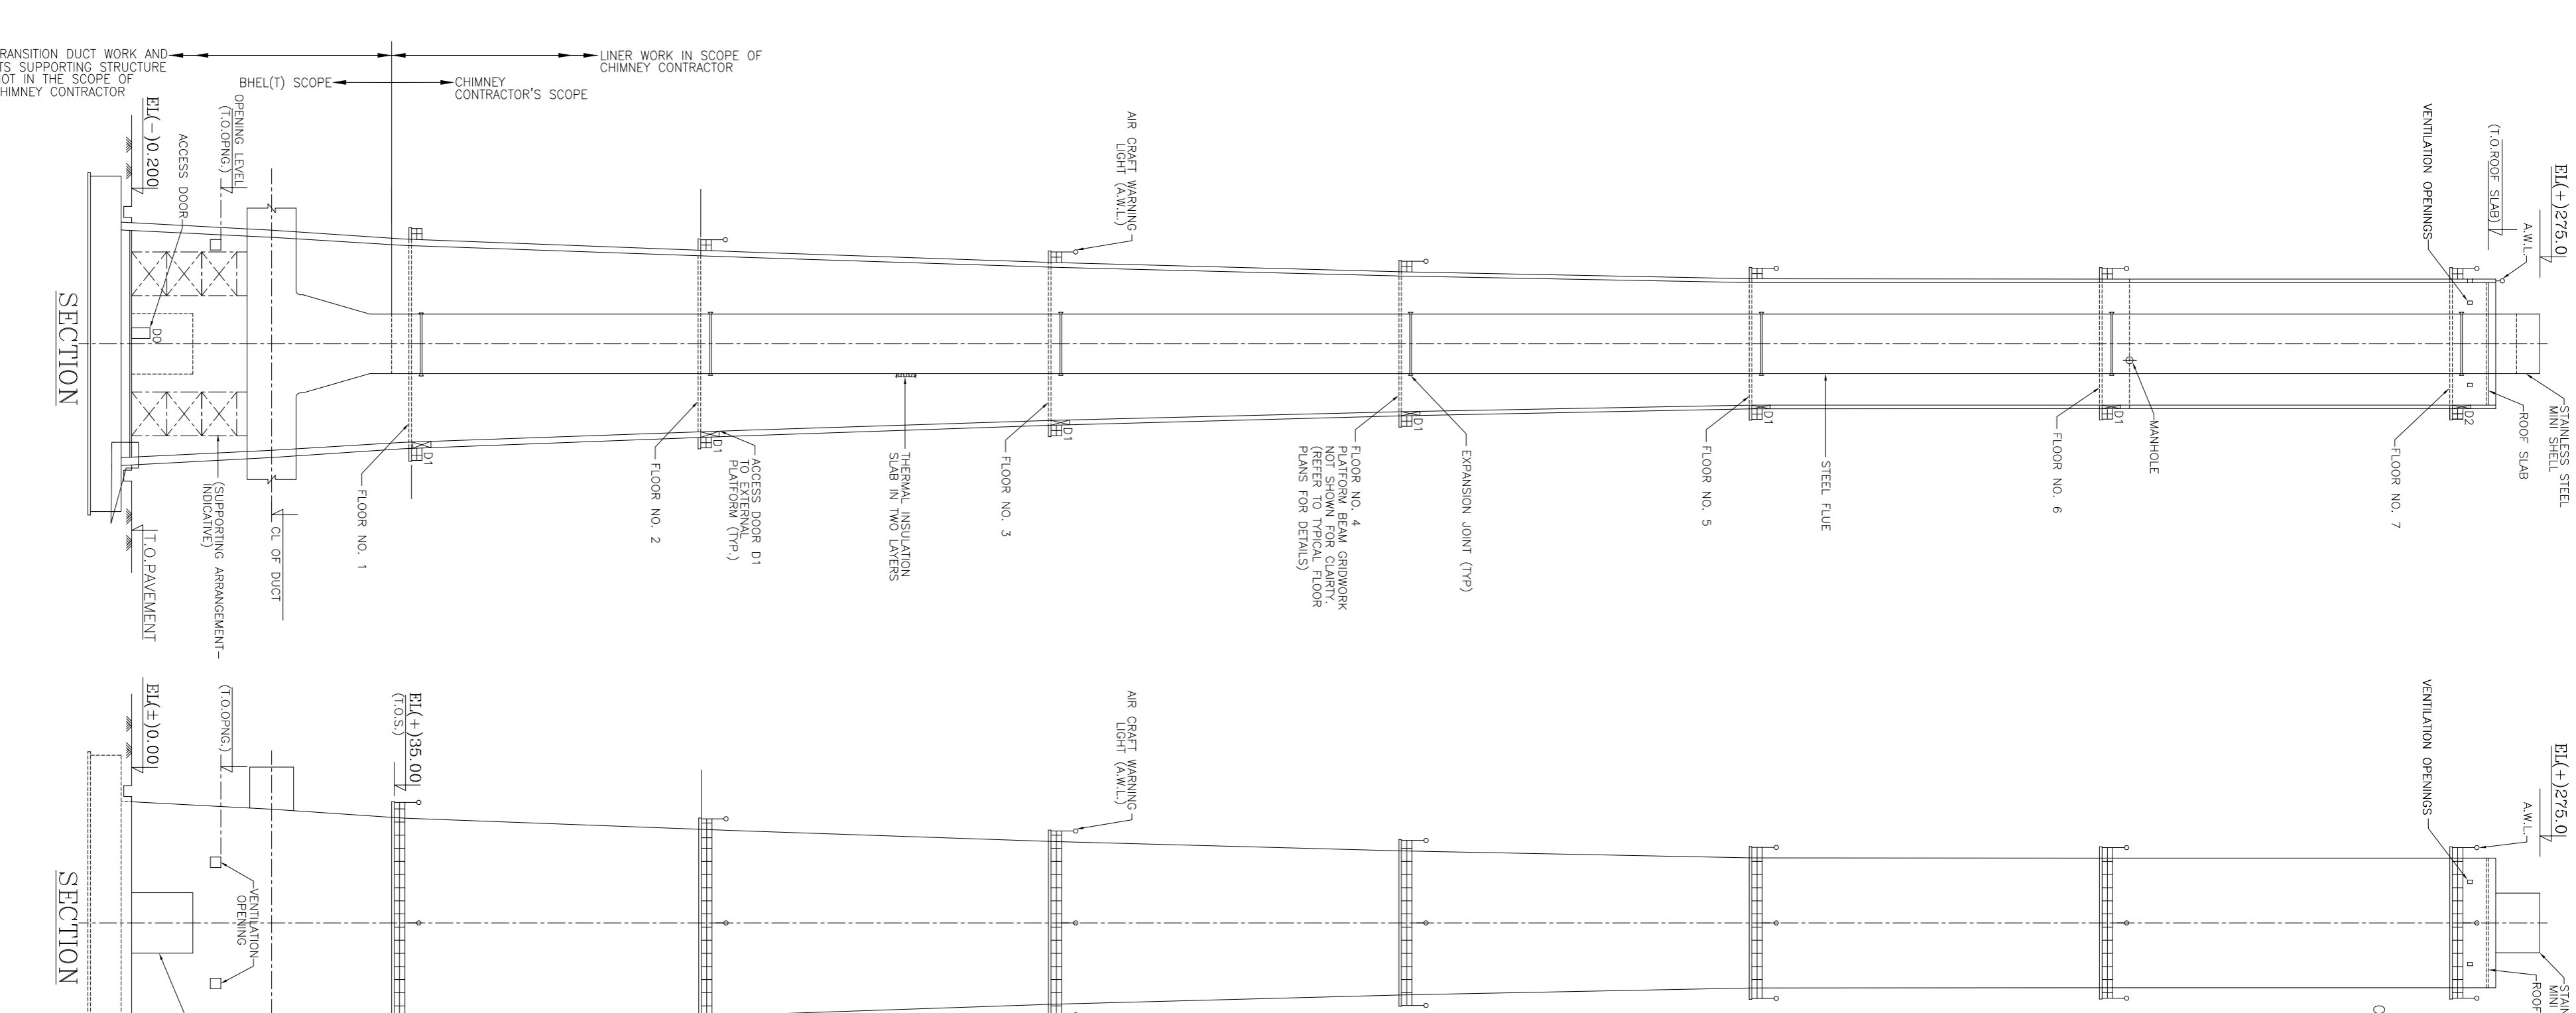 RANSITION DUCT WORK AND
TS SUPPORTING STRUCTURE
OT IN THE SCOPE OF
HIMNEY CONTRACTOR
BHEL(T) SCOPE
CHIMNEY
CONTRACTOR'S SCOPE
LINER WORK IN SCOPE OF
CHIMNEY CONTRACTOR
EL(+)275.0
A.W.L.
(T.O.ROOF SLAB)
VENTILATION OPENINGS
STAINLESS STEEL
MINI SHELL
ROOF SLAB
D2
FLOOR NO. 7
MANHOLE
D1
FLOOR NO. 6
STEEL FLUE
D1
FLOOR NO. 5
EXPANSION JOINT (TYP)
D1
FLOOR NO. 4
PLATFORM BEAM GRIDWORK
NOT SHOWN FOR CLAIRTY.
(REFER TO TYPICAL FLOOR
PLANS FOR DETAILS)
AIR CRAFT WARNING
LIGHT (A.W.L.)
D1
FLOOR NO. 3
THERMAL INSULATION
SLAB IN TWO LAYERS
ACCESS DOOR D1
TO EXTERNAL
PLATFORM (TYP.)
D1
FLOOR NO. 2
D1
FLOOR NO. 1
CL OF DUCT
OPENING LEVEL
(T.O.OPNG.)
(SUPPORTING ARRANGEMENT-
INDICATIVE)
ACCESS DOOR
D0
EL(-)0.200
T.O.PAVEMENT
SECTION
EL(+)275.0
A.W.L.
VENTILATION OPENINGS
STAIN
MINI
ROOF
C
AIR CRAFT WARNING
LIGHT (A.W.L.)
EL(+)35.00
(T.O.S.)
(T.O.OPNG.)
VENTILATION
OPENING
EL(±)0.00
SECTION